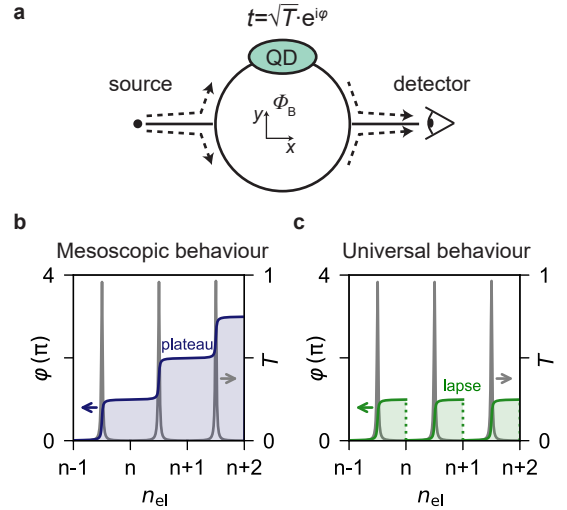 a
t=√T·e^iφ
QD
source
detector
Φ_B
y
x
b
Mesoscopic behaviour
4
1
plateau
φ (π)
T
0
0
n-1 n n+1 n+2
n_el
c
Universal behaviour
4
1
lapse
φ (π)
T
0
0
n-1 n n+1 n+2
n_el